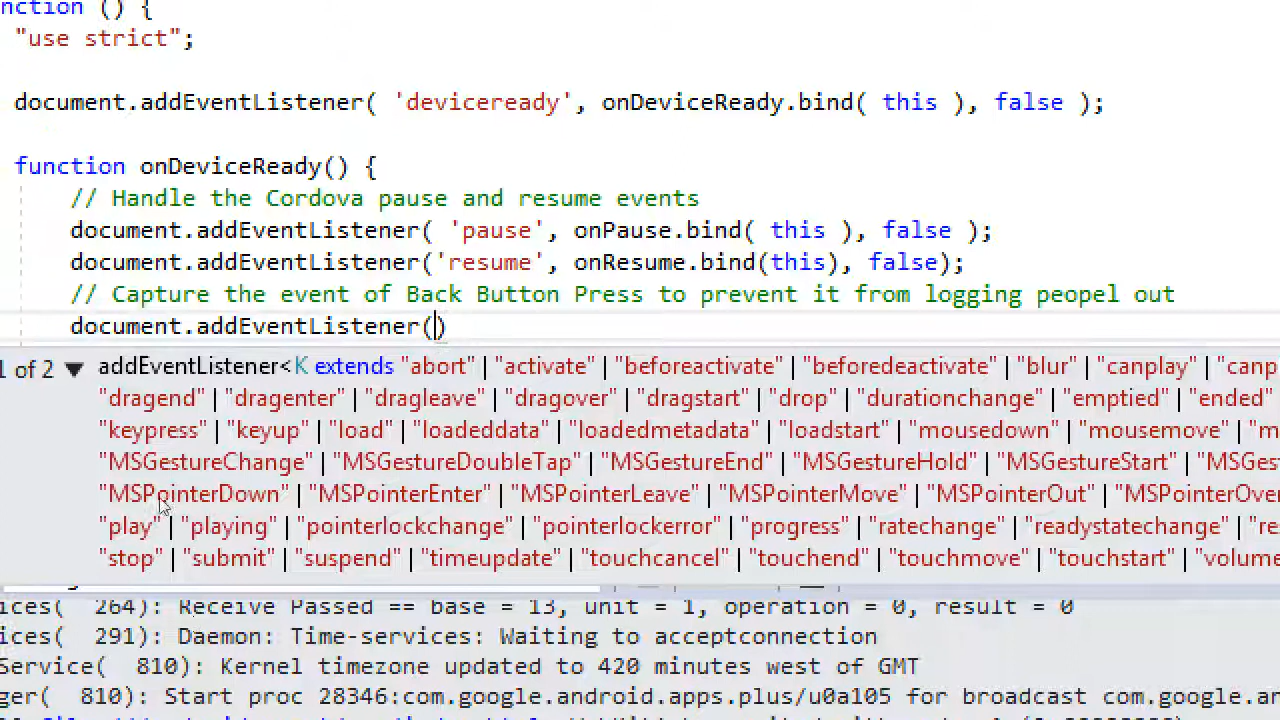 nction () {
"use strict";
document.addEventListener( 'deviceready', onDeviceReady.bind( this ), false );
function onDeviceReady() {
// Handle the Cordova pause and resume events
document.addEventListener( 'pause', onPause.bind( this ), false );
document.addEventListener('resume', onResume.bind(this), false);
// Capture the event of Back Button Press to prevent it from logging peopel out
document.addEventListener()
1 of 2 ▼ addEventListener<K extends "abort" | "activate" | "beforeactivate" | "beforedeactivate" | "blur" | "canplay" | "canp
"dragend" | "dragenter" | "dragleave" | "dragover" | "dragstart" | "drop" | "durationchange" | "emptied" | "ended"
"keypress" | "keyup" | "load" | "loadeddata" | "loadedmetadata" | "loadstart" | "mousedown" | "mousemove" | "m
"MSGestureChange" | "MSGestureDoubleTap" | "MSGestureEnd" | "MSGestureHold" | "MSGestureStart" | "MSGes
"MSPointerDown" | "MSPointerEnter" | "MSPointerLeave" | "MSPointerMove" | "MSPointerOut" | "MSPointerOve
"play" | "playing" | "pointerlockchange" | "pointerlockerror" | "progress" | "ratechange" | "readystatechange" | "re
"stop" | "submit" | "suspend" | "timeupdate" | "touchcancel" | "touchend" | "touchmove" | "touchstart" | "volume
ices( 264): Receive Passed == base = 13, unit = 1, operation = 0, result = 0
ices( 291): Daemon: Time-services: Waiting to acceptconnection
Service( 810): Kernel timezone updated to 420 minutes west of GMT
ger( 810): Start proc 28346:com.google.android.apps.plus/u0a105 for broadcast com.google.an